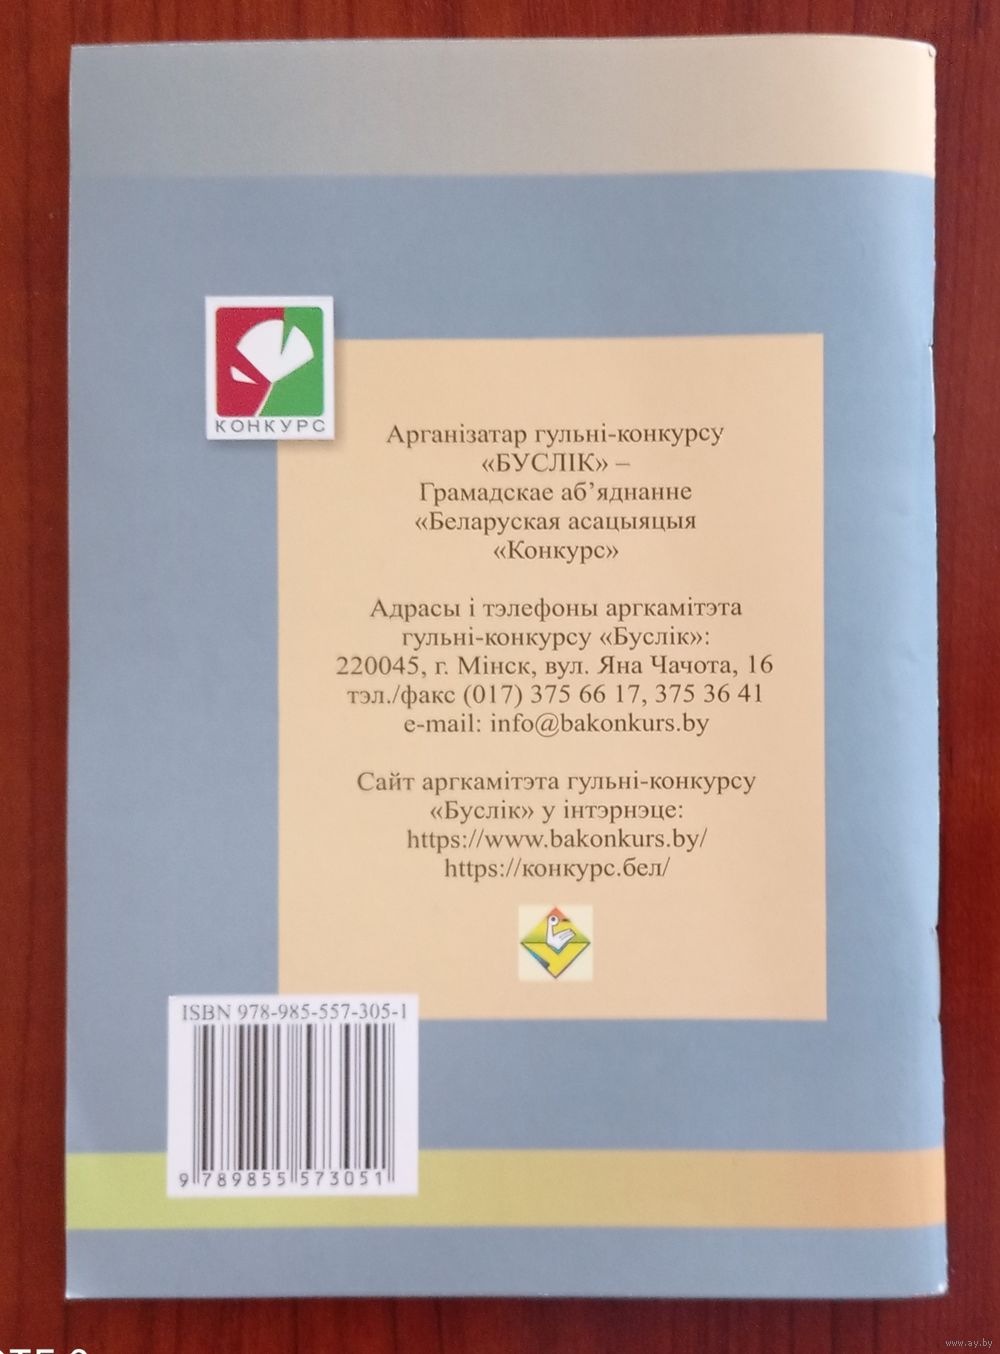 КОНКУРС
Арганізатар гульні-конкурсу
«БУСЛІК» –
Грамадскае аб’яднанне
«Беларуская асацыяцыя
«Конкурс»
Адрасы і тэлефоны аргкамітэта
гульні-конкурсу «Буслік»:
220045, г. Мінск, вул. Яна Чачота, 16
тэл./факс (017) 375 66 17, 375 36 41
e-mail: info@bakonkurs.by
Сайт аргкамітэта гульні-конкурсу
«Буслік» у інтэрнэце:
https://www.bakonkurs.by/
https://конкурс.бел/
ISBN 978-985-557-305-1
9 789855 573051
www.ay.by